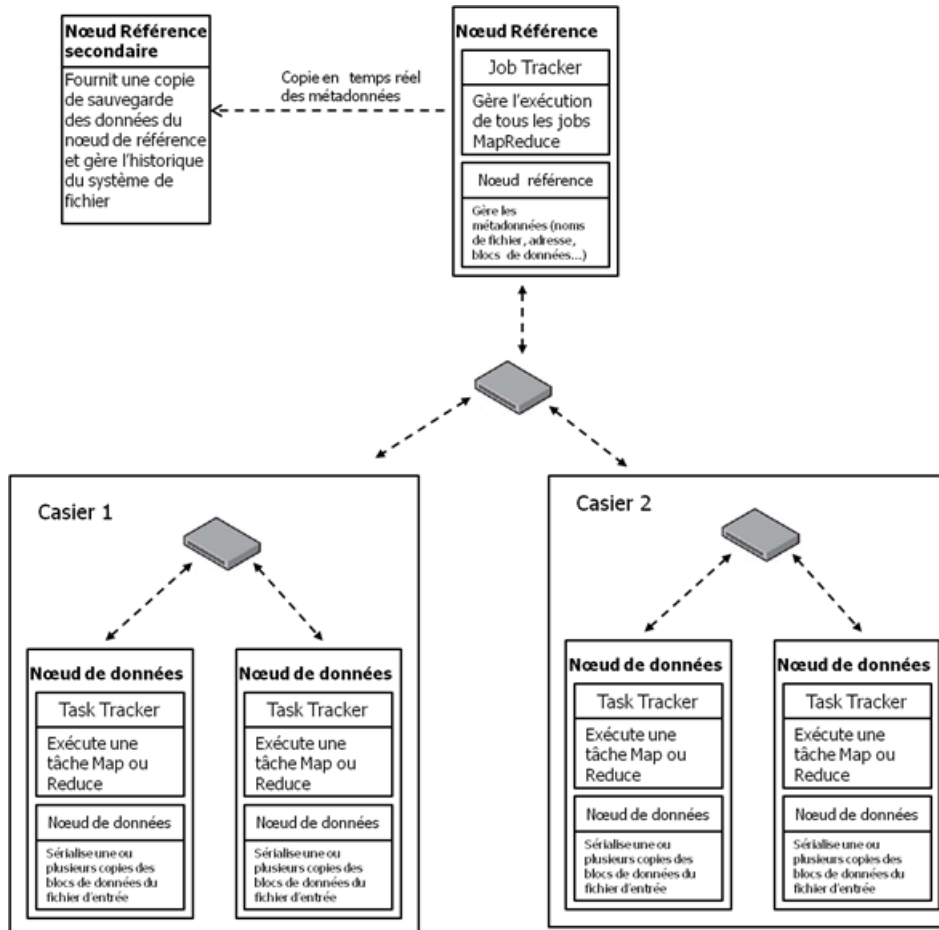 Nœud Référence
secondaire
Fournit une copie
de sauvegarde
des données du
nœud de référence
et gère l'historique
du système de
fichier
Copie en temps réel
des métadonnées
Nœud Référence
Job Tracker
Gère l'exécution
de tous les jobs
MapReduce
Nœud référence
Gère les
métadonnées (noms
de fichier, adresse,
blocs de données...)
Casier 1
Nœud de données
Task Tracker
Exécute une
tâche Map ou
Reduce
Nœud de données
Sérialise une ou
plusieurs copies des
blocs de données du
fichier d'entrée
Nœud de données
Task Tracker
Exécute une
tâche Map ou
Reduce
Nœud de données
Sérialise une ou
plusieurs copies des
blocs de données du
fichier d'entrée
Casier 2
Nœud de données
Task Tracker
Exécute une
tâche Map ou
Reduce
Nœud de données
Sérialise une ou
plusieurs copies des
blocs de données du
fichier d'entrée
Nœud de données
Task Tracker
Exécute une
tâche Map ou
Reduce
Nœud de données
Sérialise une ou
plusieurs copies des
blocs de données du
fichier d'entrée